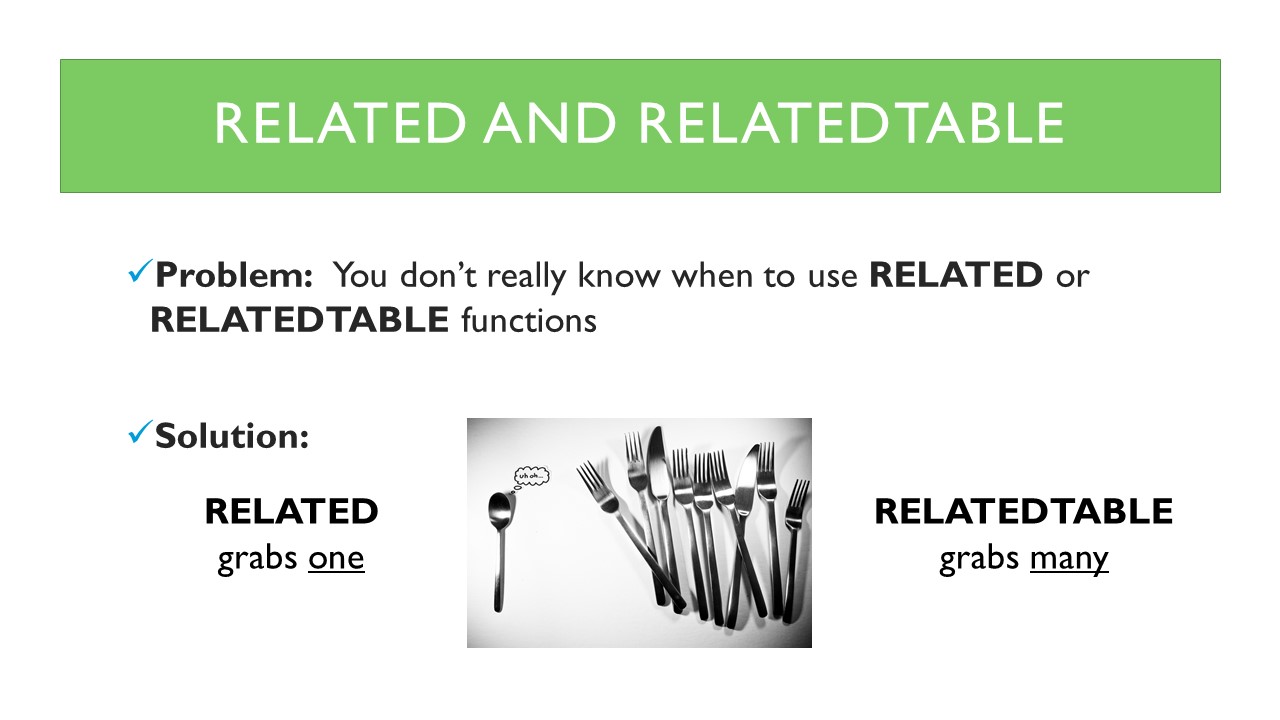 RELATED AND RELATEDTABLE
✓Problem:  You don’t really know when to use RELATED or
RELATEDTABLE functions
✓Solution:
uh oh...
RELATED
grabs one
RELATEDTABLE
grabs many